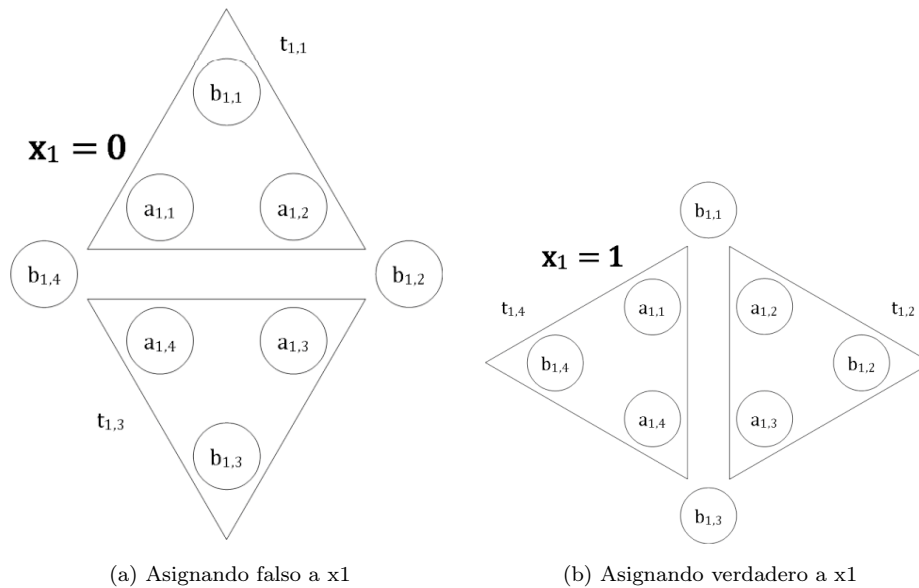 t1,1
b1,1
x1 = 0
a1,1 a1,2
b1,4 b1,2
a1,4 a1,3
t1,3
b1,3
(a) Asignando falso a x1
b1,1
x1 = 1
t1,4 a1,1 a1,2 t1,2
b1,4 b1,2
a1,4 a1,3
b1,3
(b) Asignando verdadero a x1